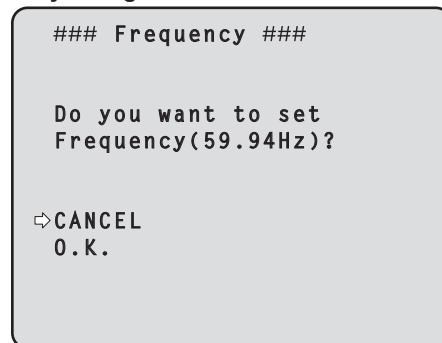 ### Frequency ###
Do you want to set
Frequency(59.94Hz)?
⇨CANCEL
O.K.